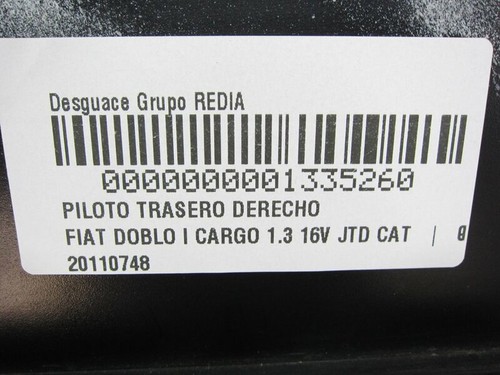 Desguace Grupo REDIA
0000000001335260
PILOTO TRASERO DERECHO
FIAT DOBLO I CARGO 1.3 16V JTD CAT |
20110748